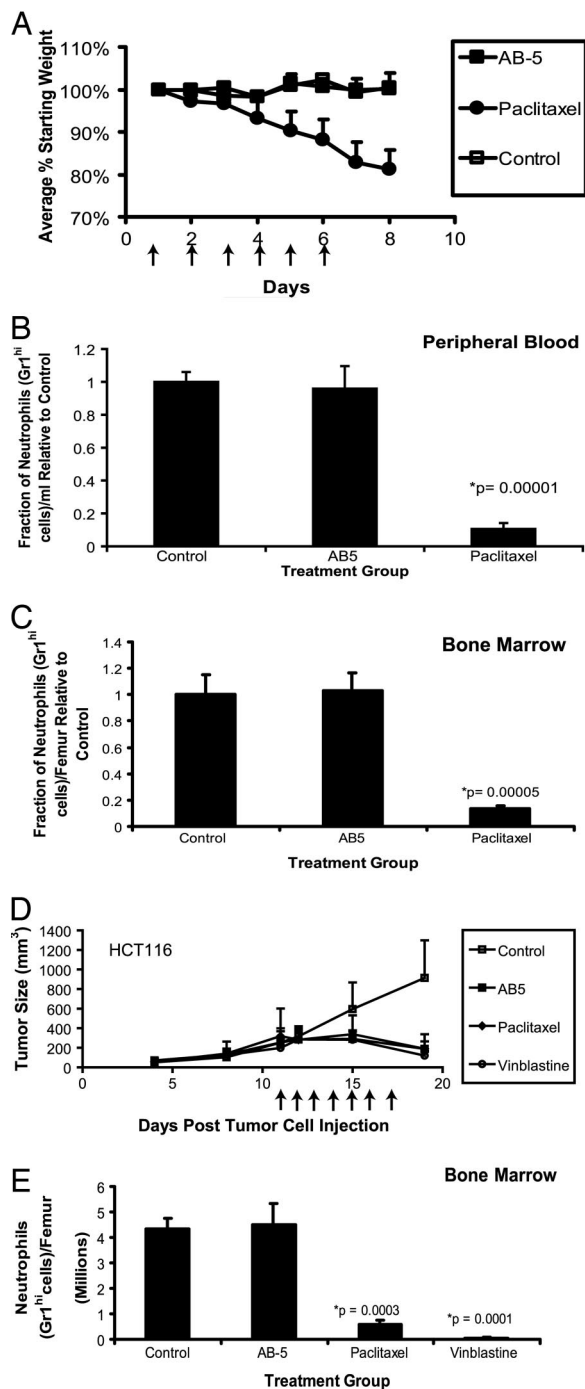 A
110%
100%
90%
80%
70%
Average % Starting Weight
0 2 4 6 8 10
Days
AB-5
Paclitaxel
Control
B
Peripheral Blood
Fraction of Neutrophils (Gr1hi
cells)/ml Relative to Control
1.2
1
0.8
0.6
0.4
0.2
0
*p= 0.00001
Control AB5 Paclitaxel
Treatment Group
C
Bone Marrow
Fraction of Neutrophils (Gr1hi
cells)/Femur Relative to
Control
1.4
1.2
1
0.8
0.6
0.4
0.2
0
*p= 0.00005
Control AB5 Paclitaxel
Treatment Group
D
HCT116
Tumor Size (mm3)
1400
1200
1000
800
600
400
200
0
0 5 10 15 20
Days Post Tumor Cell Injection
Control
AB5
Paclitaxel
Vinblastine
E
Bone Marrow
Neutrophils
(Gr1hi cells)/Femur
(Millions)
6
5
4
3
2
1
0
*p = 0.0003
*p = 0.0001
Control AB-5 Paclitaxel Vinblastine
Treatment Group